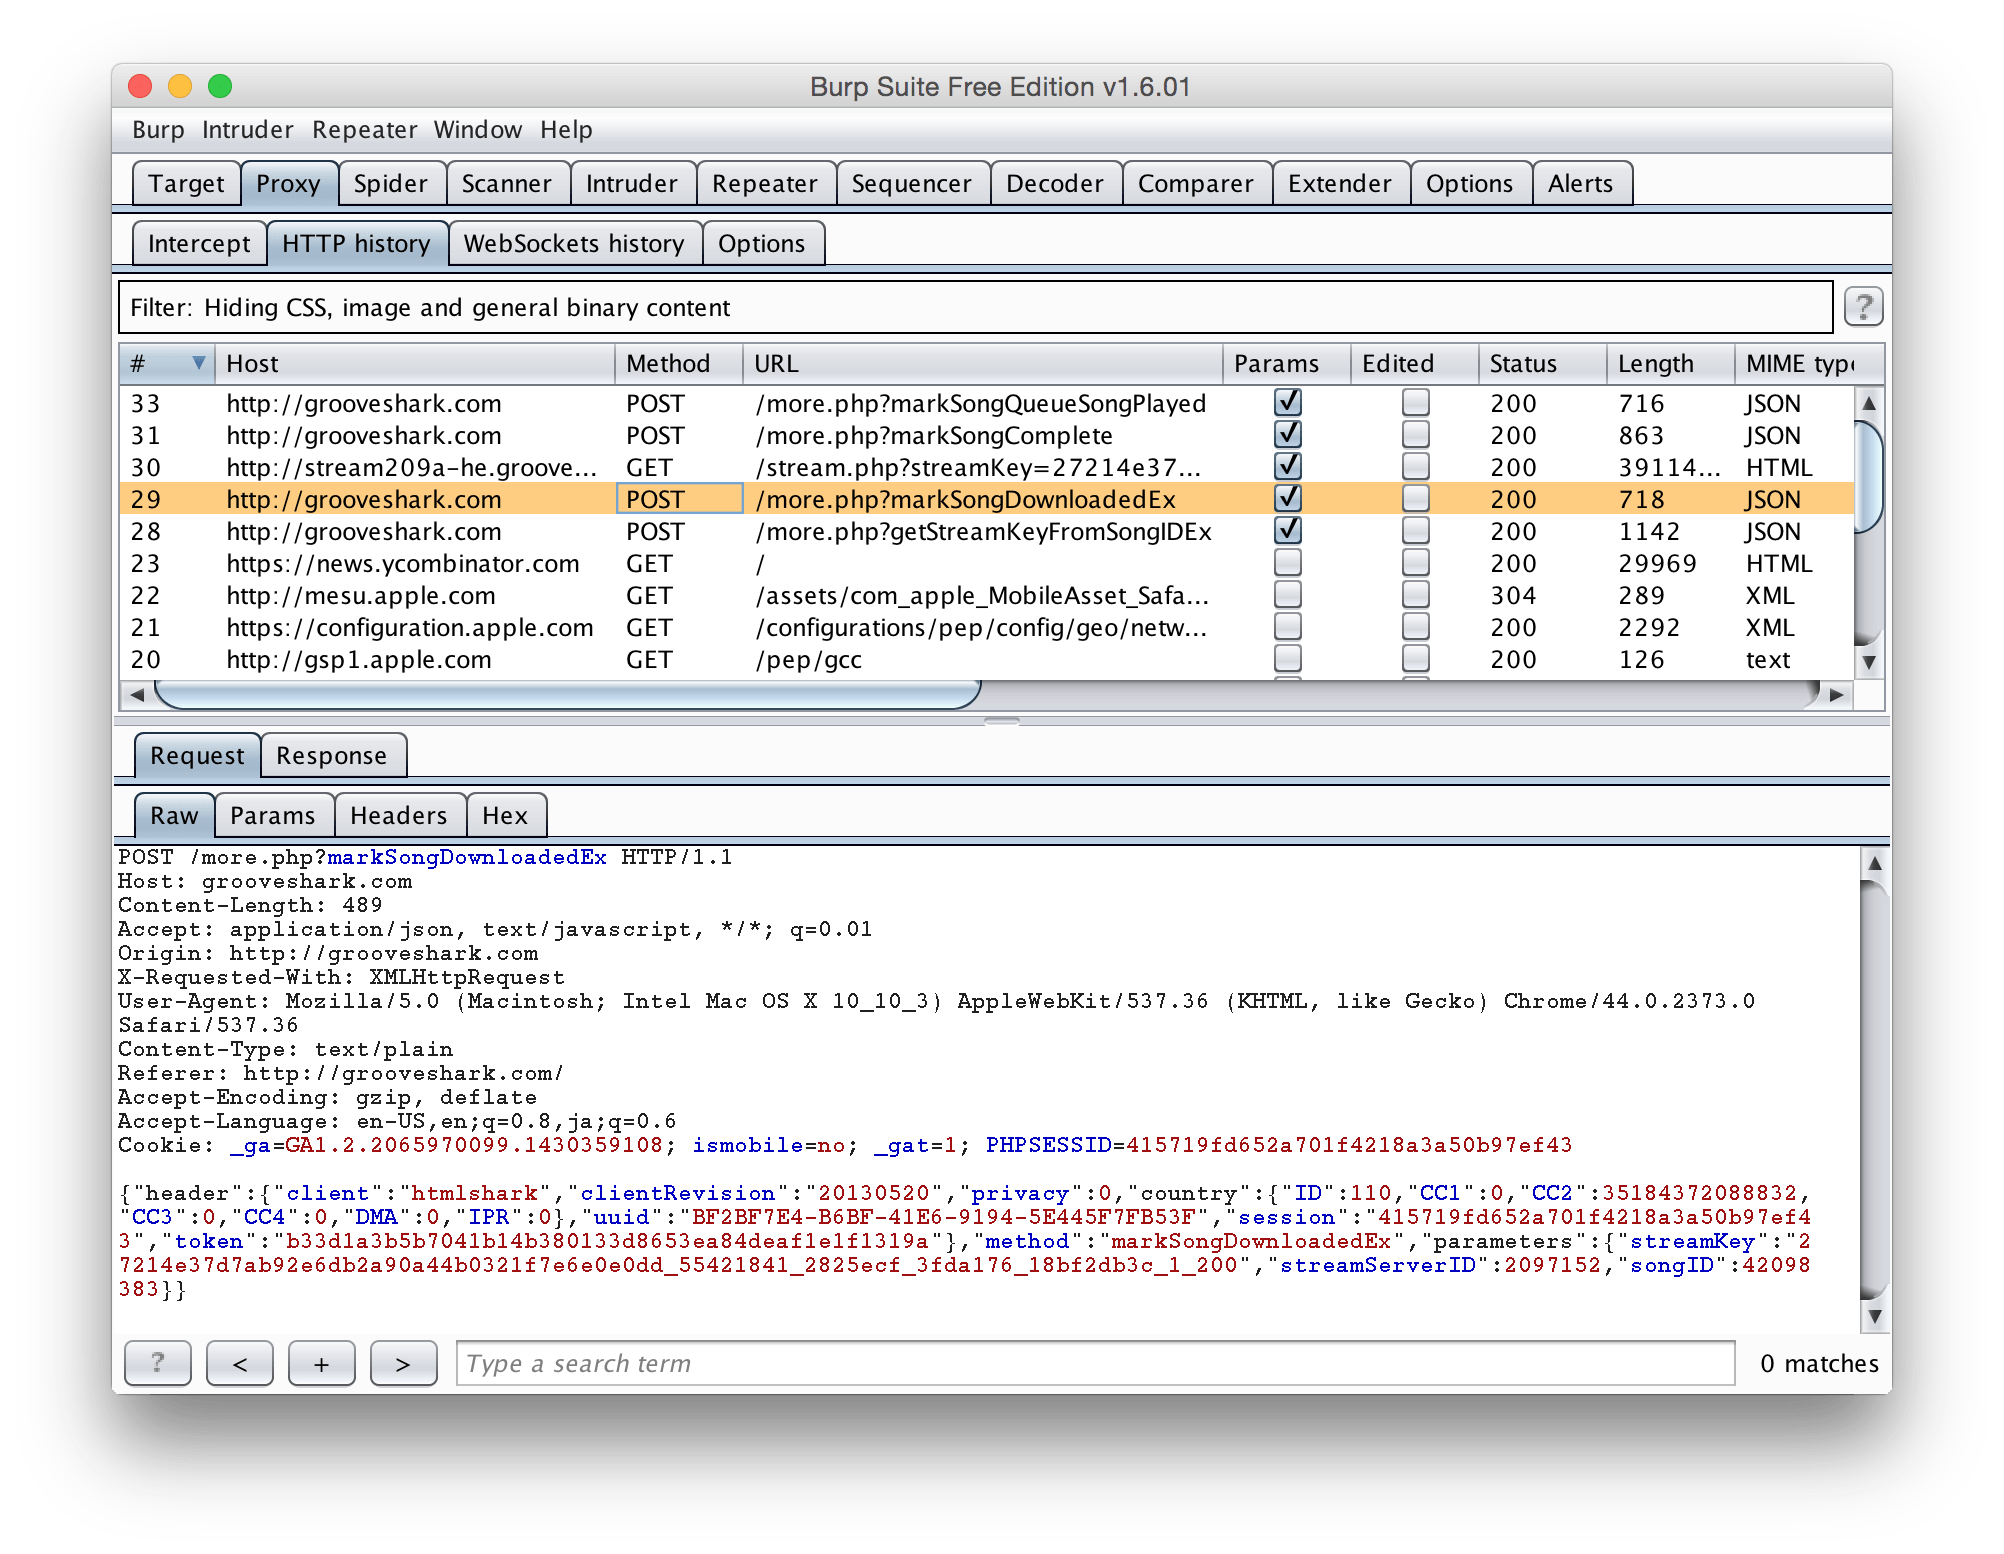 Burp Suite Free Edition v1.6.01
Burp Intruder Repeater Window Help
Target Proxy Spider Scanner Intruder Repeater Sequencer Decoder Comparer Extender Options Alerts
Intercept HTTP history WebSockets history Options
Filter: Hiding CSS, image and general binary content ?
# Host Method URL Params Edited Status Length MIME type
33 http://grooveshark.com POST /more.php?markSongQueueSongPlayed 200 716 JSON
31 http://grooveshark.com POST /more.php?markSongComplete 200 863 JSON
30 http://stream209a-he.groove... GET /stream.php?streamKey=27214e37... 200 39114... HTML
29 http://grooveshark.com POST /more.php?markSongDownloadedEx 200 718 JSON
28 http://grooveshark.com POST /more.php?getStreamKeyFromSongIDEx 200 1142 JSON
23 https://news.ycombinator.com GET / 200 29969 HTML
22 http://mesu.apple.com GET /assets/com_apple_MobileAsset_Safa... 304 289 XML
21 https://configuration.apple.com GET /configurations/pep/config/geo/netw... 200 2292 XML
20 http://gsp1.apple.com GET /pep/gcc 200 126 text
Request Response
Raw Params Headers Hex
POST /more.php?markSongDownloadedEx HTTP/1.1
Host: grooveshark.com
Content-Length: 489
Accept: application/json, text/javascript, */*; q=0.01
Origin: http://grooveshark.com
X-Requested-With: XMLHttpRequest
User-Agent: Mozilla/5.0 (Macintosh; Intel Mac OS X 10_10_3) AppleWebKit/537.36 (KHTML, like Gecko) Chrome/44.0.2373.0
Safari/537.36
Content-Type: text/plain
Referer: http://grooveshark.com/
Accept-Encoding: gzip, deflate
Accept-Language: en-US,en;q=0.8,ja;q=0.6
Cookie: _ga=GA1.2.2065970099.1430359108; ismobile=no; _gat=1; PHPSESSID=415719fd652a701f4218a3a50b97ef43
{"header":{"client":"htmlshark","clientRevision":"20130520","privacy":0,"country":{"ID":110,"CC1":0,"CC2":35184372088832,
"CC3":0,"CC4":0,"DMA":0,"IPR":0},"uuid":"BF2BF7E4-B6BF-41E6-9194-5E445F7FB53F","session":"415719fd652a701f4218a3a50b97ef4
3","token":"b33d1a3b5b7041b14b380133d8653ea84deaf1e1f1319a"},"method":"markSongDownloadedEx","parameters":{"streamKey":"2
7214e37d7ab92e6db2a90a44b0321f7e6e0e0dd_55421841_2825ecf_3fda176_18bf2db3c_1_200","streamServerID":2097152,"songID":42098
383}}
? < + > Type a search term 0 matches